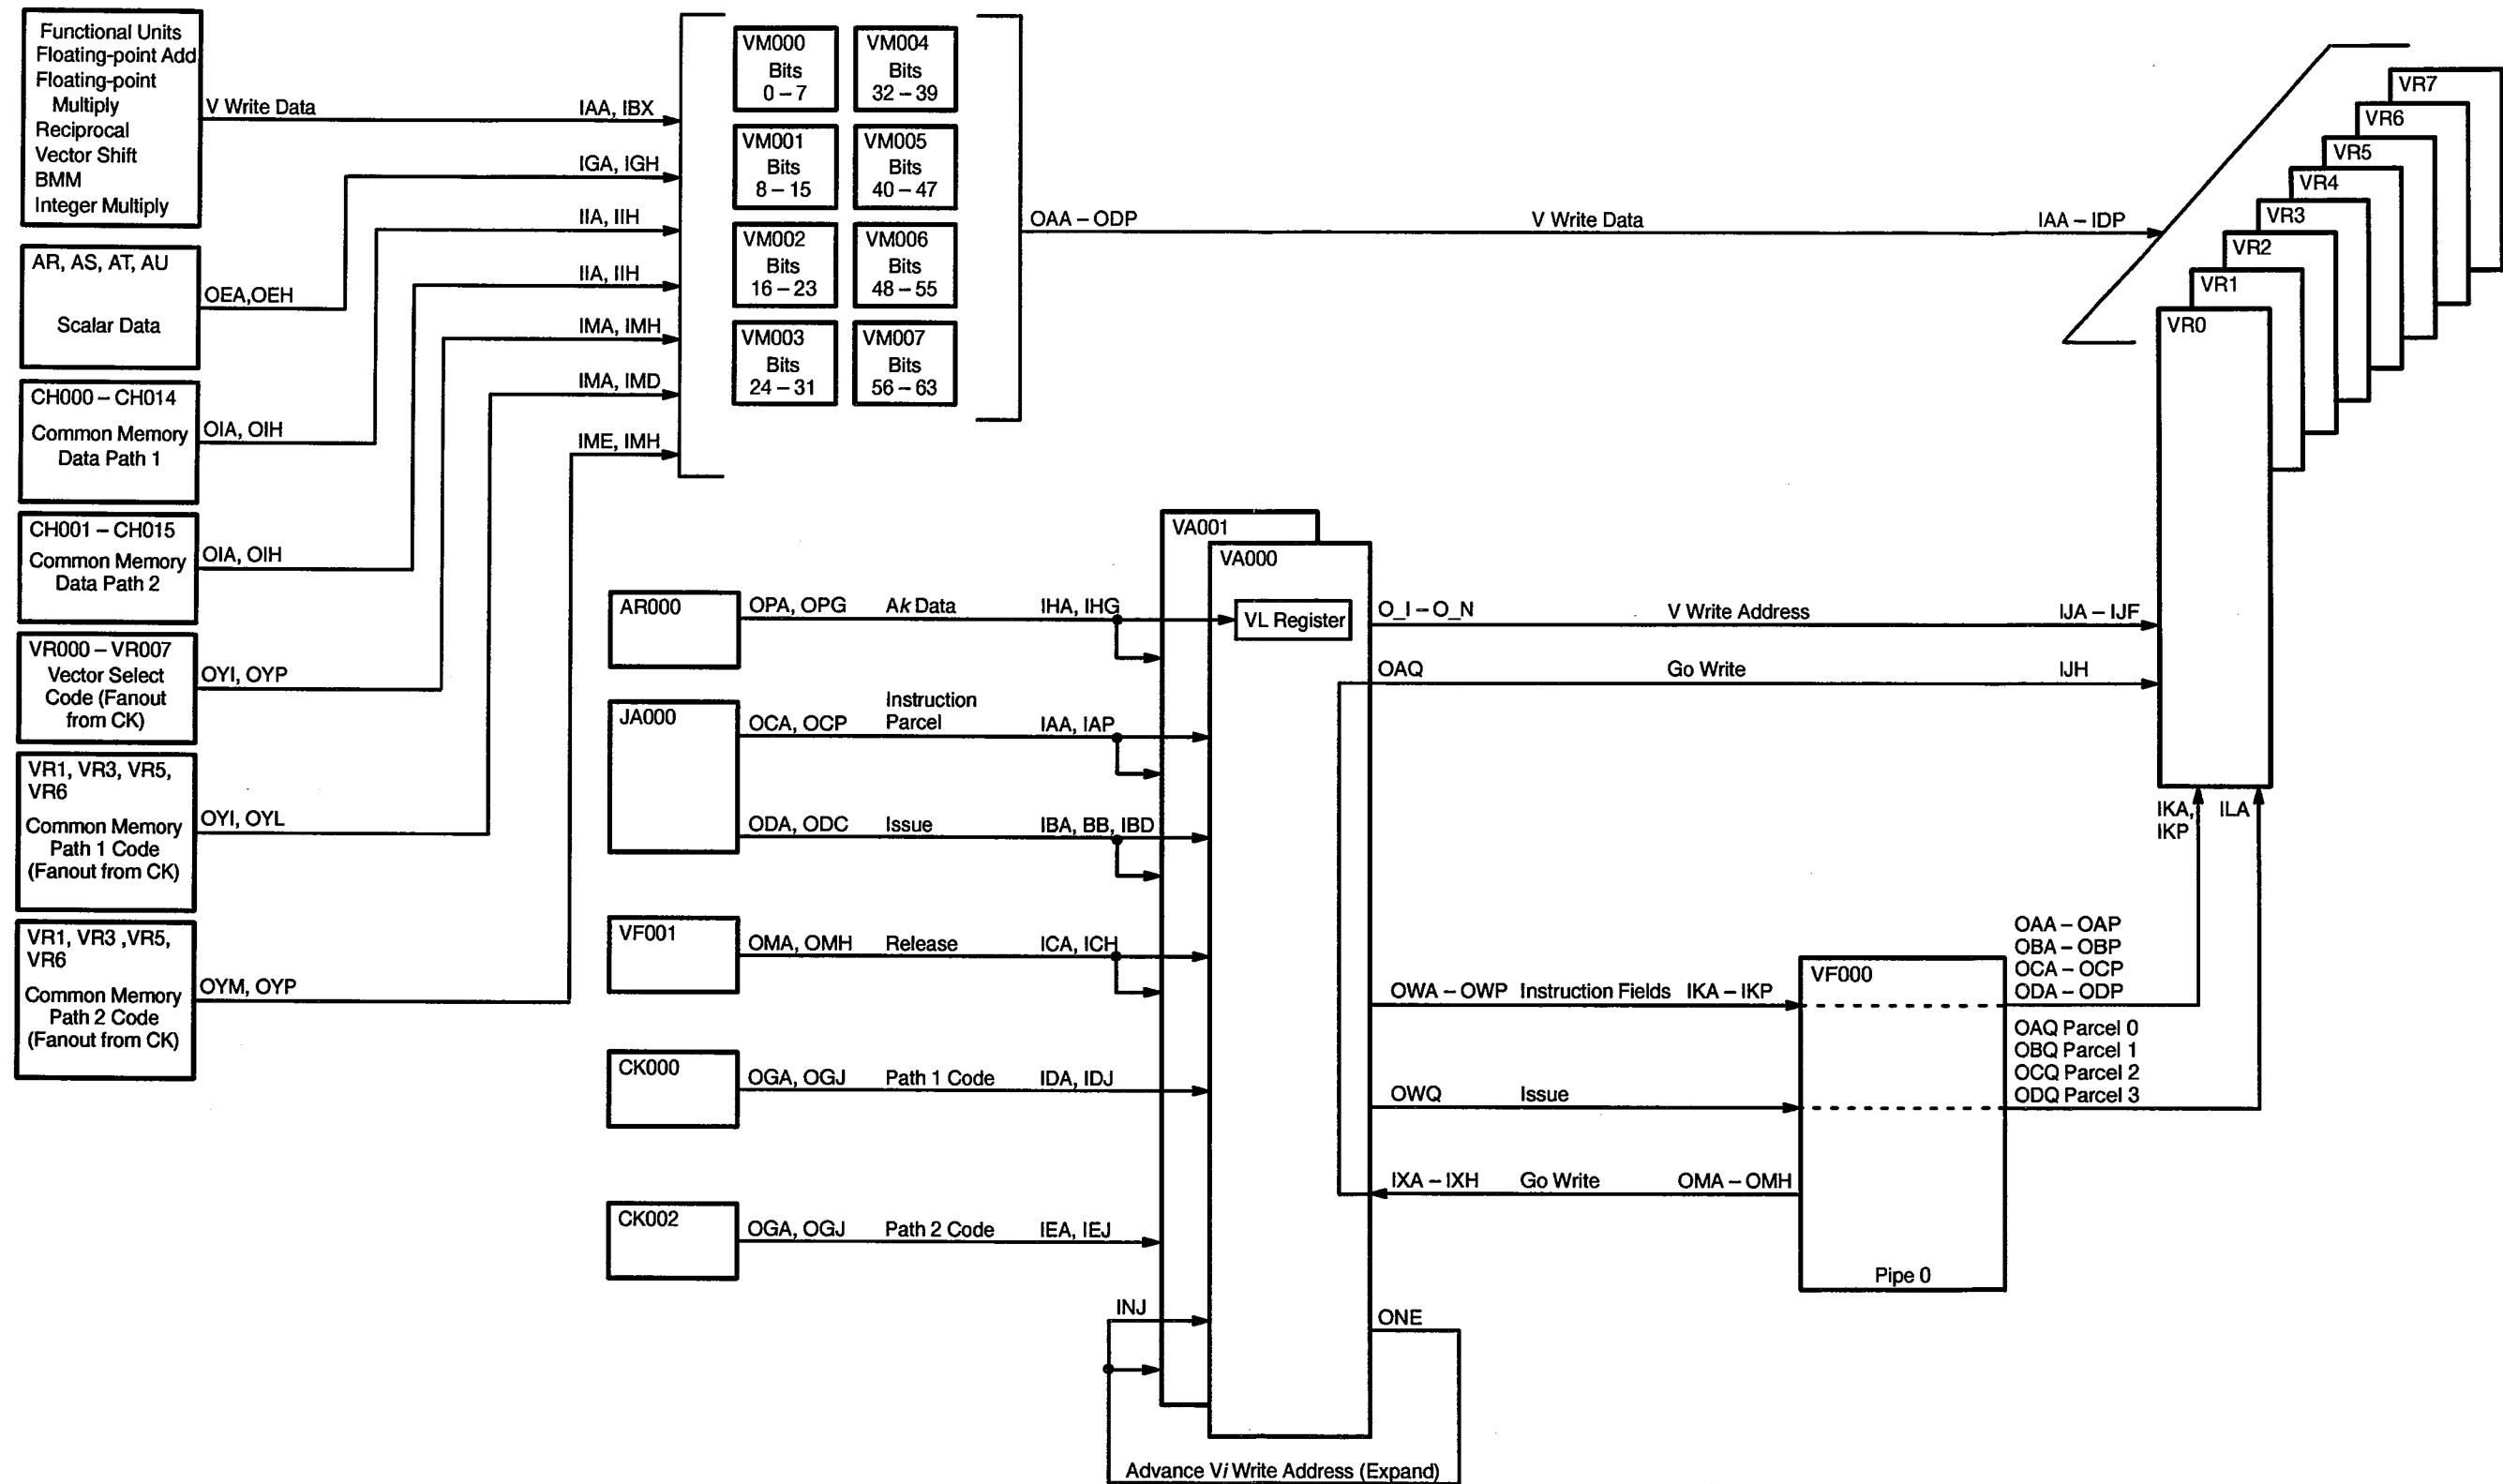 Functional Units
Floating-point Add
Floating-point
Multiply
Reciprocal
Vector Shift
BMM
Integer Multiply
V Write Data
IAA, IBX
AR, AS, AT, AU
Scalar Data
OEA,OEH
IGA, IGH
CH000 – CH014
Common Memory
Data Path 1
OIA, OIH
IIA, IIH
CH001 – CH015
Common Memory
Data Path 2
OIA, OIH
IIA, IIH
VR000 – VR007
Vector Select
Code (Fanout
from CK)
OYI, OYP
IMA, IMH
VR1, VR3, VR5,
VR6
Common Memory
Path 1 Code
(Fanout from CK)
OYI, OYL
IMA, IMD
VR1, VR3 ,VR5,
VR6
Common Memory
Path 2 Code
(Fanout from CK)
OYM, OYP
IME, IMH
VM000
Bits
0 – 7
VM004
Bits
32 – 39
VM001
Bits
8 – 15
VM005
Bits
40 – 47
VM002
Bits
16 – 23
VM006
Bits
48 – 55
VM003
Bits
24 – 31
VM007
Bits
56 – 63
OAA – ODP
V Write Data
IAA – IDP
VR7
VR6
VR5
VR4
VR3
VR2
VR1
VR0
VA001
VA000
VL Register
AR000
OPA, OPG
Ak Data
IHA, IHG
JA000
OCA, OCP
Instruction
Parcel
IAA, IAP
ODA, ODC
Issue
IBA, BB, IBD
VF001
OMA, OMH
Release
ICA, ICH
CK000
OGA, OGJ
Path 1 Code
IDA, IDJ
CK002
OGA, OGJ
Path 2 Code
IEA, IEJ
INJ
ONE
Advance Vi Write Address (Expand)
O_I – O_N
V Write Address
IJA – IJF
OAQ
Go Write
IJH
IKA,
IKP
ILA
OWA – OWP
Instruction Fields
IKA – IKP
OWQ
Issue
IXA – IXH
Go Write
OMA – OMH
VF000
Pipe 0
OAA – OAP
OBA – OBP
OCA – OCP
ODA – ODP
OAQ Parcel 0
OBQ Parcel 1
OCQ Parcel 2
ODQ Parcel 3